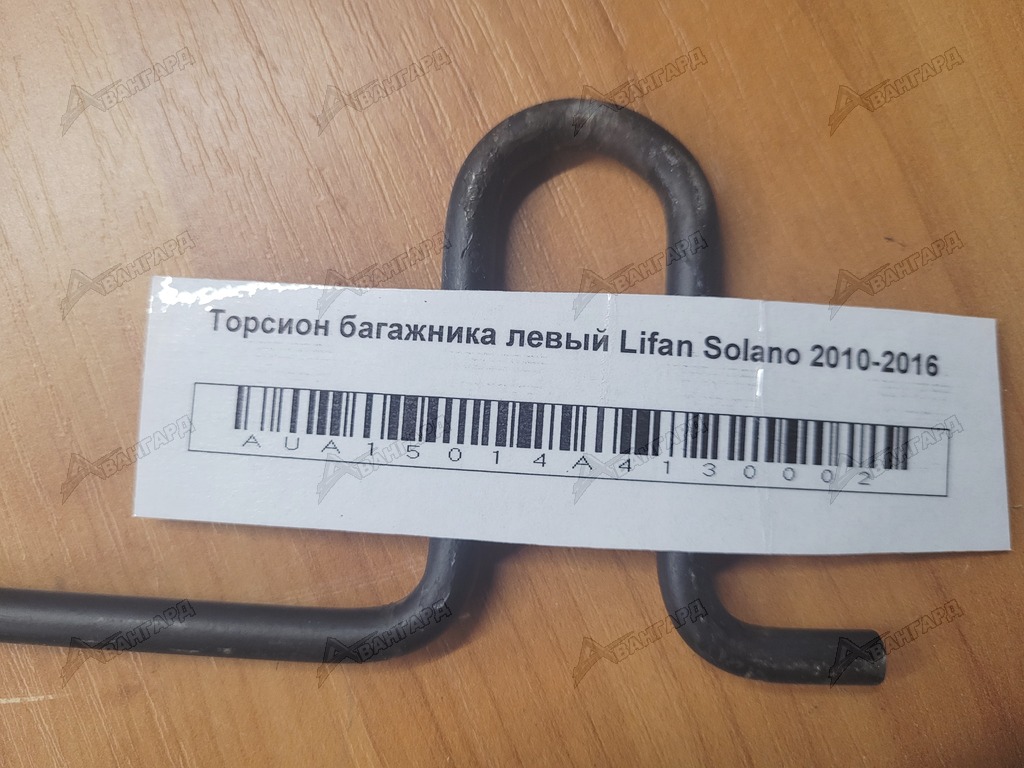 Торсион багажника левый Lifan Solano 2010-2016
AUA15014A4130002
АВАНГАРД